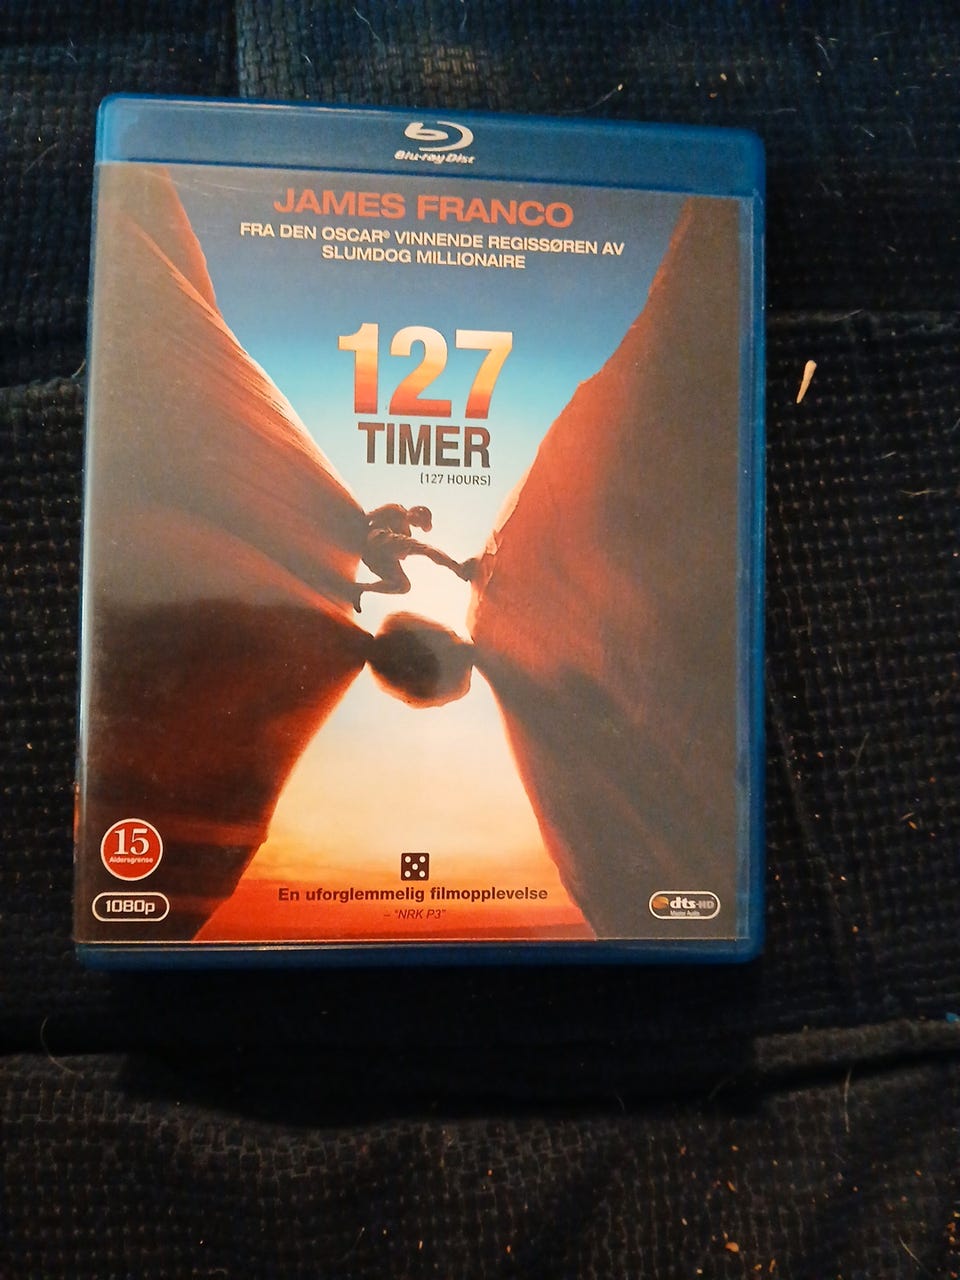 Blu-ray Disc
JAMES FRANCO
FRA DEN OSCAR® VINNENDE REGISSØREN AV
SLUMDOG MILLIONAIRE
127
TIMER
(127 HOURS)
15
Aldersgrense
1080p
En uforglemmelig filmopplevelse
– "NRK P3"
dts-HD
Master Audio